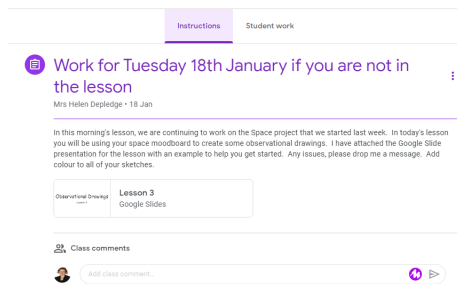 Instructions
Student work
Work for Tuesday 18th January if you are not in
the lesson
Mrs Helen Depledge • 18 Jan
In this morning's lesson, we are continuing to work on the Space project that we started last week. In today's lesson
you will be using your space moodboard to create some observational drawings. I have attached the Google Slide
presentation for the lesson with an example to help you get started. Any issues, please drop me a message. Add
colour to all of your sketches.
Observational Drawings
Lesson 3
Google Slides
Class comments
Add class comment...